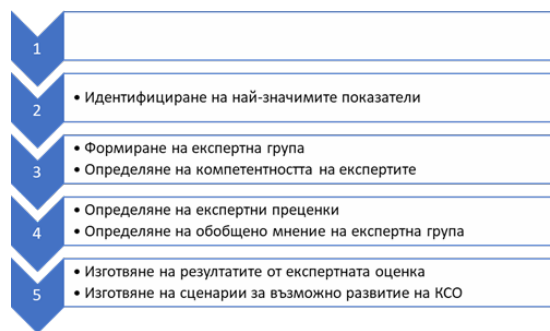 1
2
• Идентифициране на най-значимите показатели
3
• Формиране на експертна група
• Определяне на компетентността на експертите
4
• Определяне на експертни преценки
• Определяне на обобщено мнение на експертна група
5
• Изготвяне на резултатите от експертната оценка
• Изготвяне на сценарии за възможно развитие на КСО